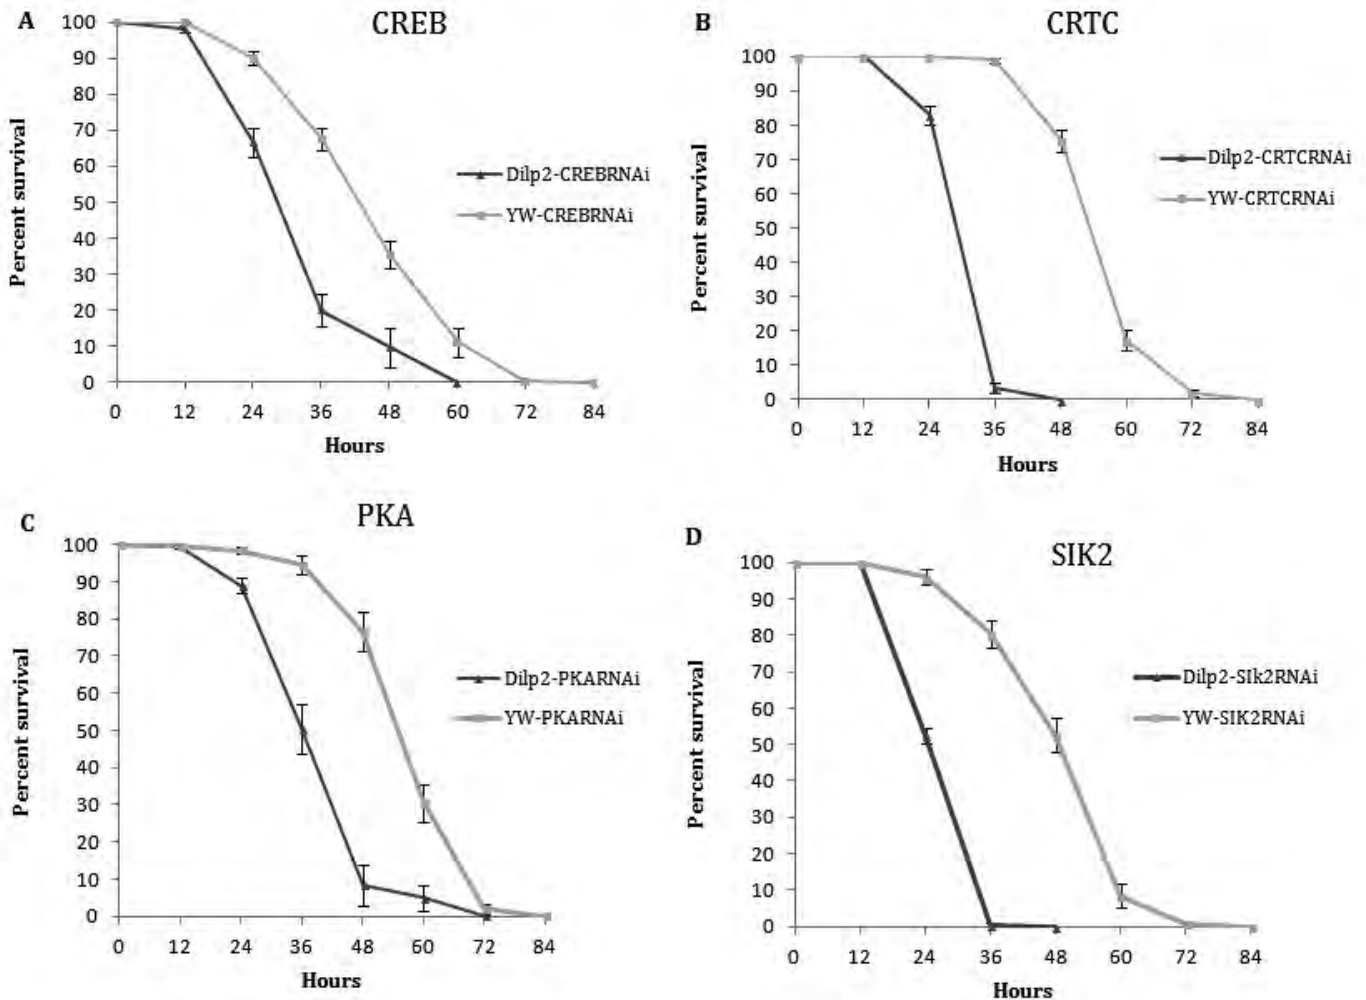 A
CREB
100
90
80
70
60
50
40
30
20
10
0
Percent survival
0 12 24 36 48 60 72 84
Hours
Dilp2-CREBRNAi
YW-CREBRNAi
B
CRTC
100
90
80
70
60
50
40
30
20
10
0
Percent survival
0 12 24 36 48 60 72 84
Hours
Dilp2-CRTCRNAi
YW-CRTCRNAi
C
PKA
100
90
80
70
60
50
40
30
20
10
0
Percent survival
0 12 24 36 48 60 72 84
Hours
Dilp2-PKARNAi
YW-PKARNAi
D
SIK2
100
90
80
70
60
50
40
30
20
10
0
Percent survival
0 12 24 36 48 60 72 84
Hours
Dilp2-SIk2RNAi
YW-SIK2RNAi